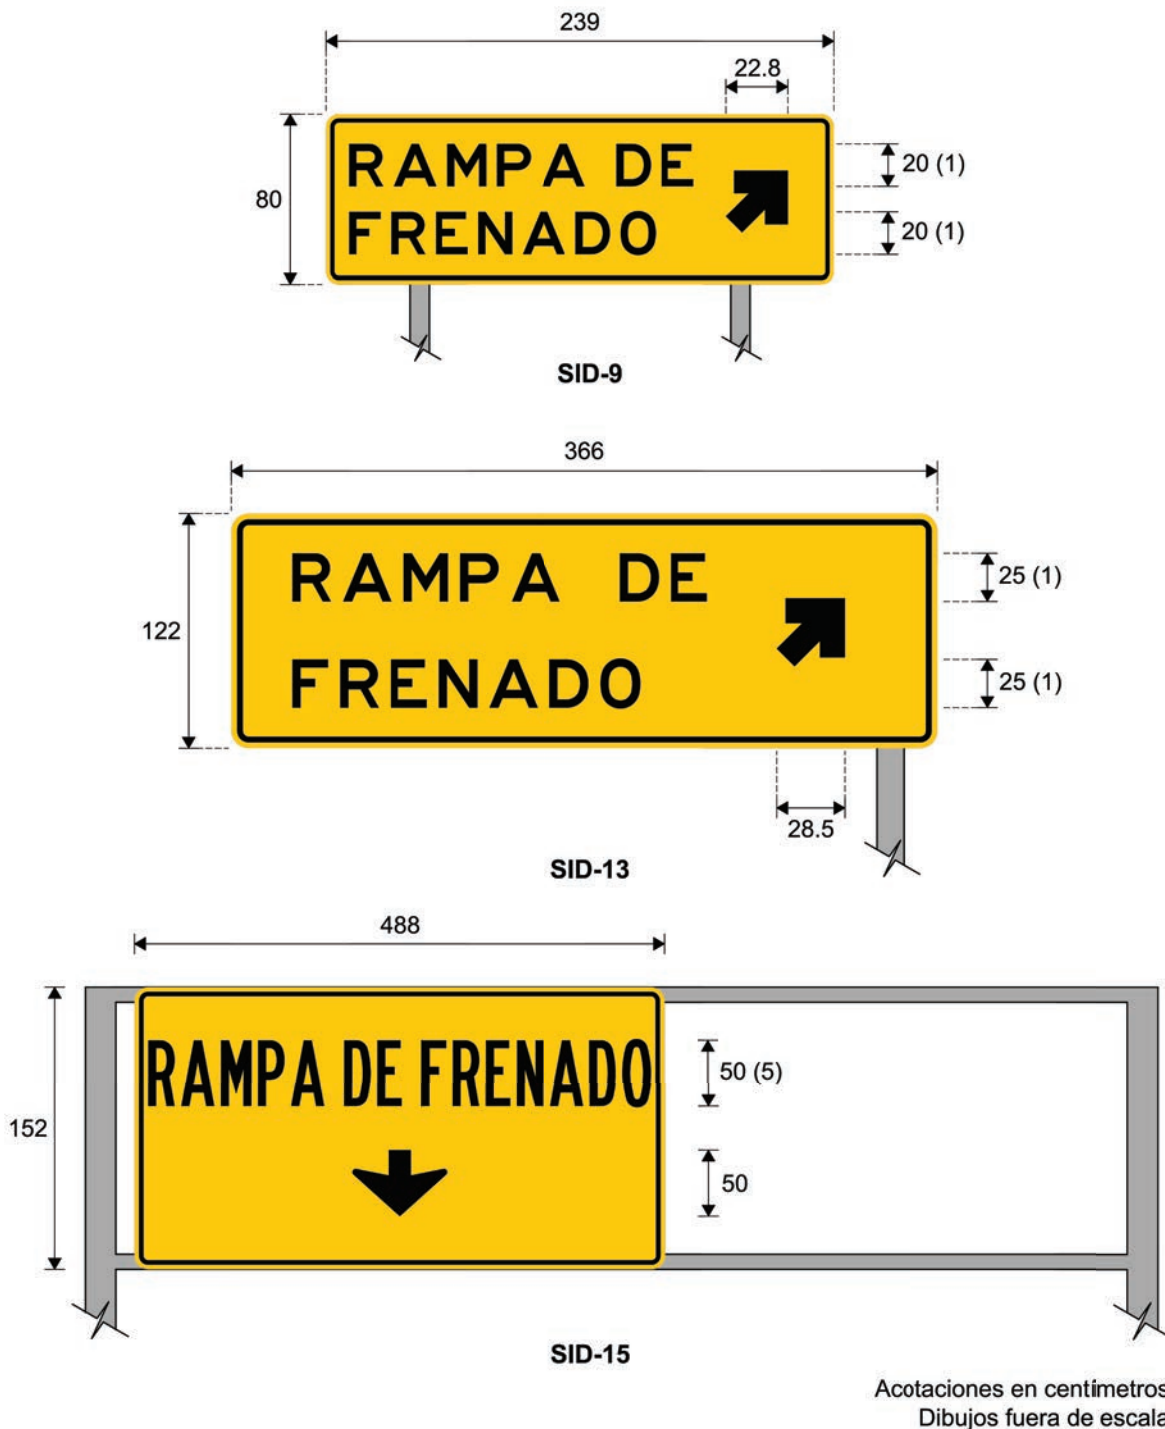 239
22.8
RAMPA DE
FRENADO
80
20 (1)
20 (1)
SID-9
366
RAMPA DE
FRENADO
122
25 (1)
25 (1)
28.5
SID-13
488
RAMPA DE FRENADO
152
50 (5)
50
SID-15
Acotaciones en centímetros
Dibujos fuera de escala